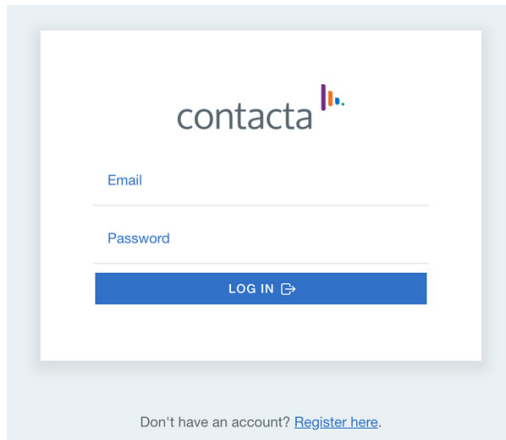 contacta
Email
Password
LOG IN
Don't have an account? Register here.